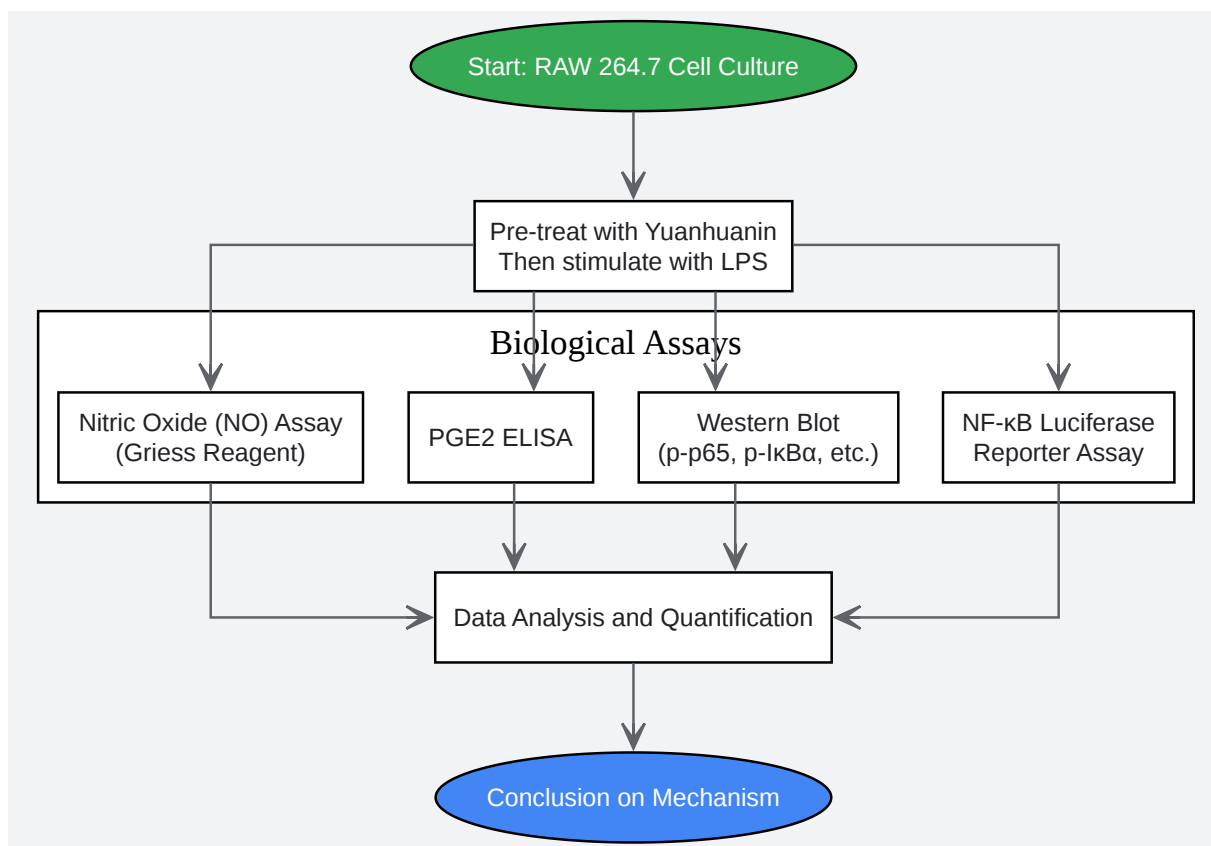 Start: RAW 264.7 Cell Culture
Pre-treat with Yuanhuanin
Then stimulate with LPS
Biological Assays
Nitric Oxide (NO) Assay
(Griess Reagent)
PGE2 ELISA
Western Blot
(p-p65, p-IκBα, etc.)
NF-κB Luciferase
Reporter Assay
Data Analysis and Quantification
Conclusion on Mechanism